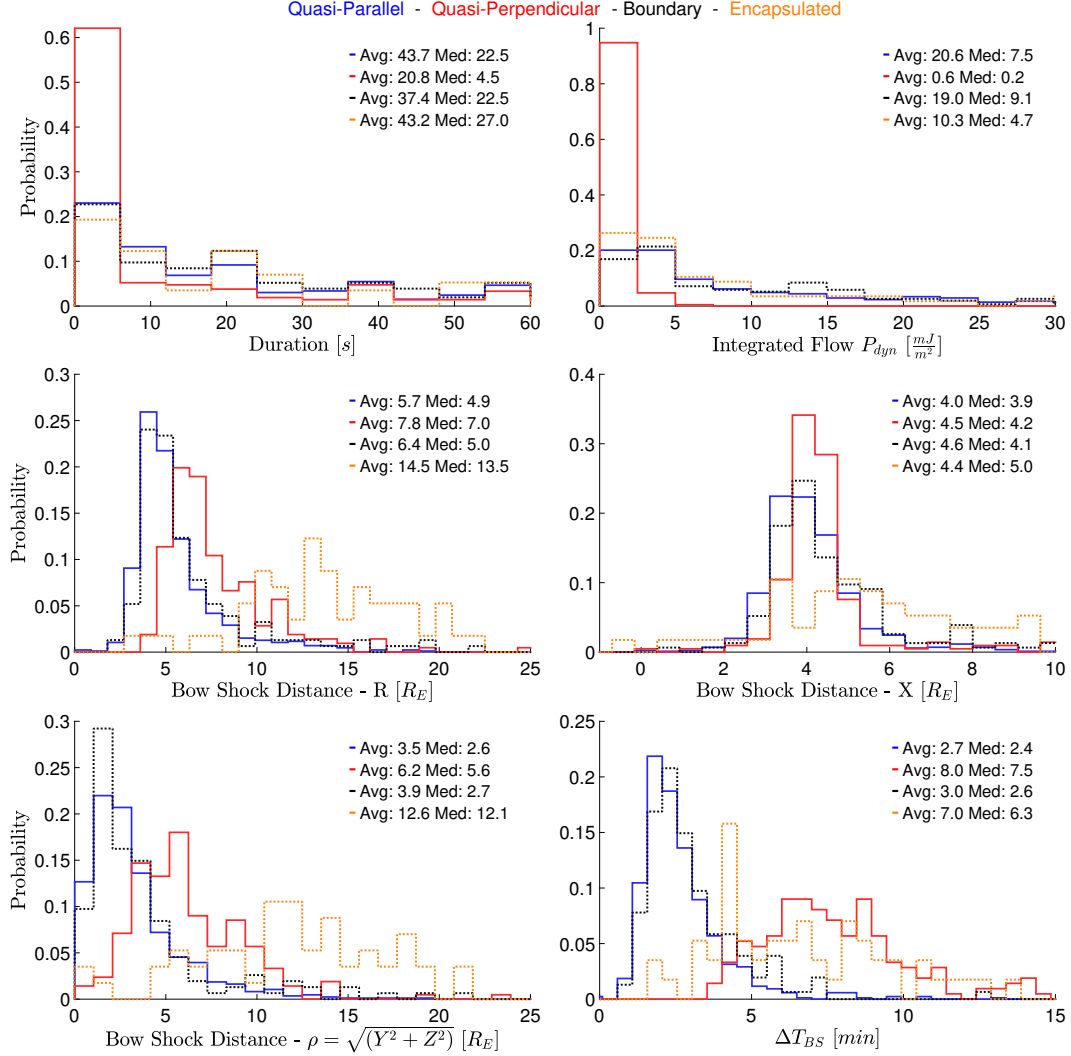 Quasi-Parallel - Quasi-Perpendicular - Boundary - Encapsulated
0.6
0.5
0.4
0.3
0.2
0.1
0
Probability
Avg: 43.7 Med: 22.5
Avg: 20.8 Med: 4.5
Avg: 37.4 Med: 22.5
Avg: 43.2 Med: 27.0
0 10 20 30 40 50 60
Duration [s]
1
0.8
0.6
0.4
0.2
0
Avg: 20.6 Med: 7.5
Avg: 0.6 Med: 0.2
Avg: 19.0 Med: 9.1
Avg: 10.3 Med: 4.7
0 5 10 15 20 25 30
Integrated Flow P_{dyn} [\frac{mJ}{m^2}]
0.3
0.25
0.2
0.15
0.1
0.05
0
Probability
Avg: 5.7 Med: 4.9
Avg: 7.8 Med: 7.0
Avg: 6.4 Med: 5.0
Avg: 14.5 Med: 13.5
0 5 10 15 20 25
Bow Shock Distance - R [R_E]
0.4
0.3
0.2
0.1
0
Avg: 4.0 Med: 3.9
Avg: 4.5 Med: 4.2
Avg: 4.6 Med: 4.1
Avg: 4.4 Med: 5.0
0 2 4 6 8 10
Bow Shock Distance - X [R_E]
0.3
0.25
0.2
0.15
0.1
0.05
0
Probability
Avg: 3.5 Med: 2.6
Avg: 6.2 Med: 5.6
Avg: 3.9 Med: 2.7
Avg: 12.6 Med: 12.1
0 5 10 15 20 25
Bow Shock Distance - ρ = √(Y² + Z²) [R_E]
0.25
0.2
0.15
0.1
0.05
0
Avg: 2.7 Med: 2.4
Avg: 8.0 Med: 7.5
Avg: 3.0 Med: 2.6
Avg: 7.0 Med: 6.3
0 5 10 15
ΔT_{BS} [min]